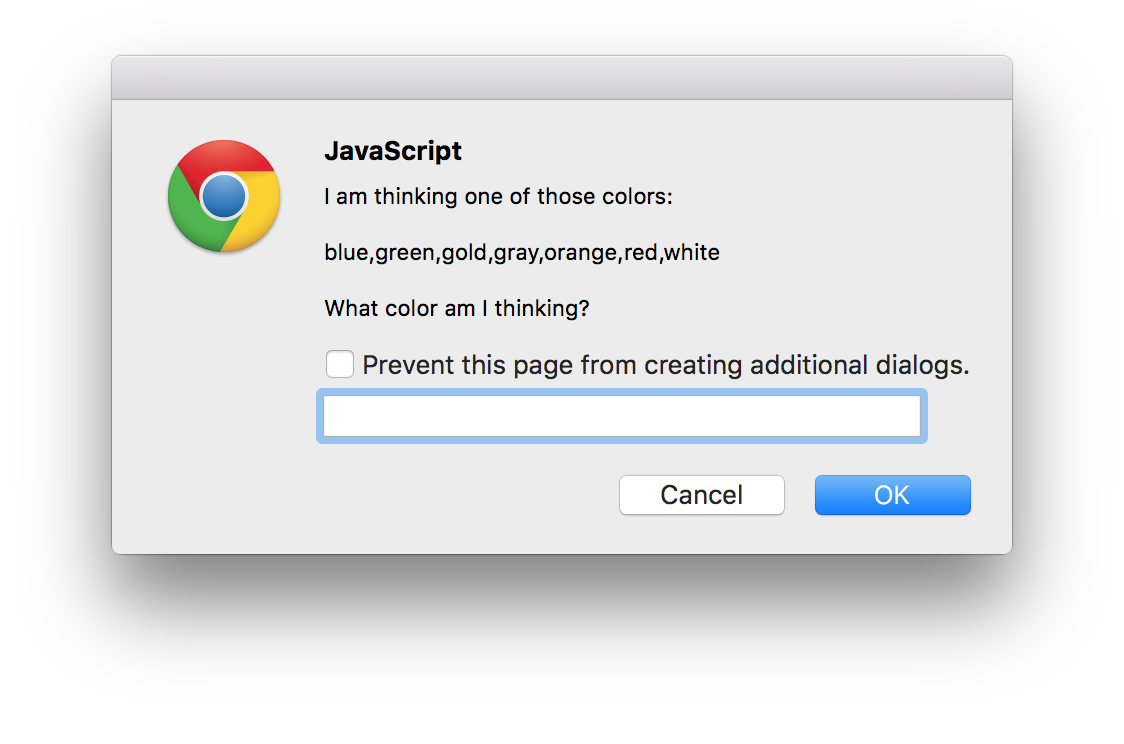 JavaScript
I am thinking one of those colors:
blue,green,gold,gray,orange,red,white
What color am I thinking?
Prevent this page from creating additional dialogs.
Cancel
OK